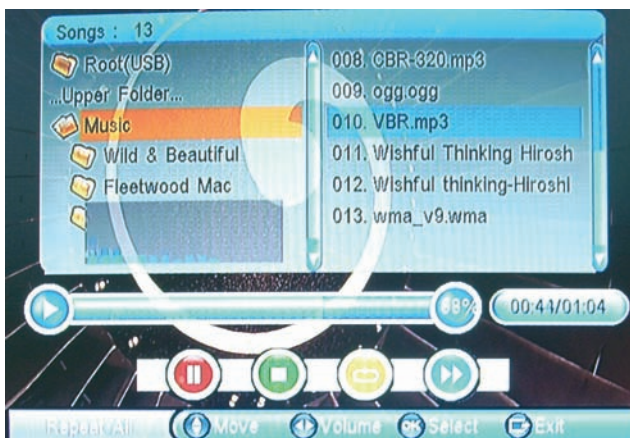 Songs : 13
Root(USB)
...Upper Folder...
Music
Wild & Beautiful
Fleetwood Mac
008. CBR-320.mp3
009. ogg.ogg
010. VBR.mp3
011. Wishful Thinking Hirosh
012. Wishful thinking-Hiroshi
013. wma_v9.wma
68%
00:44/01:04
Repeat All
Move
Volume
OK Select
Exit